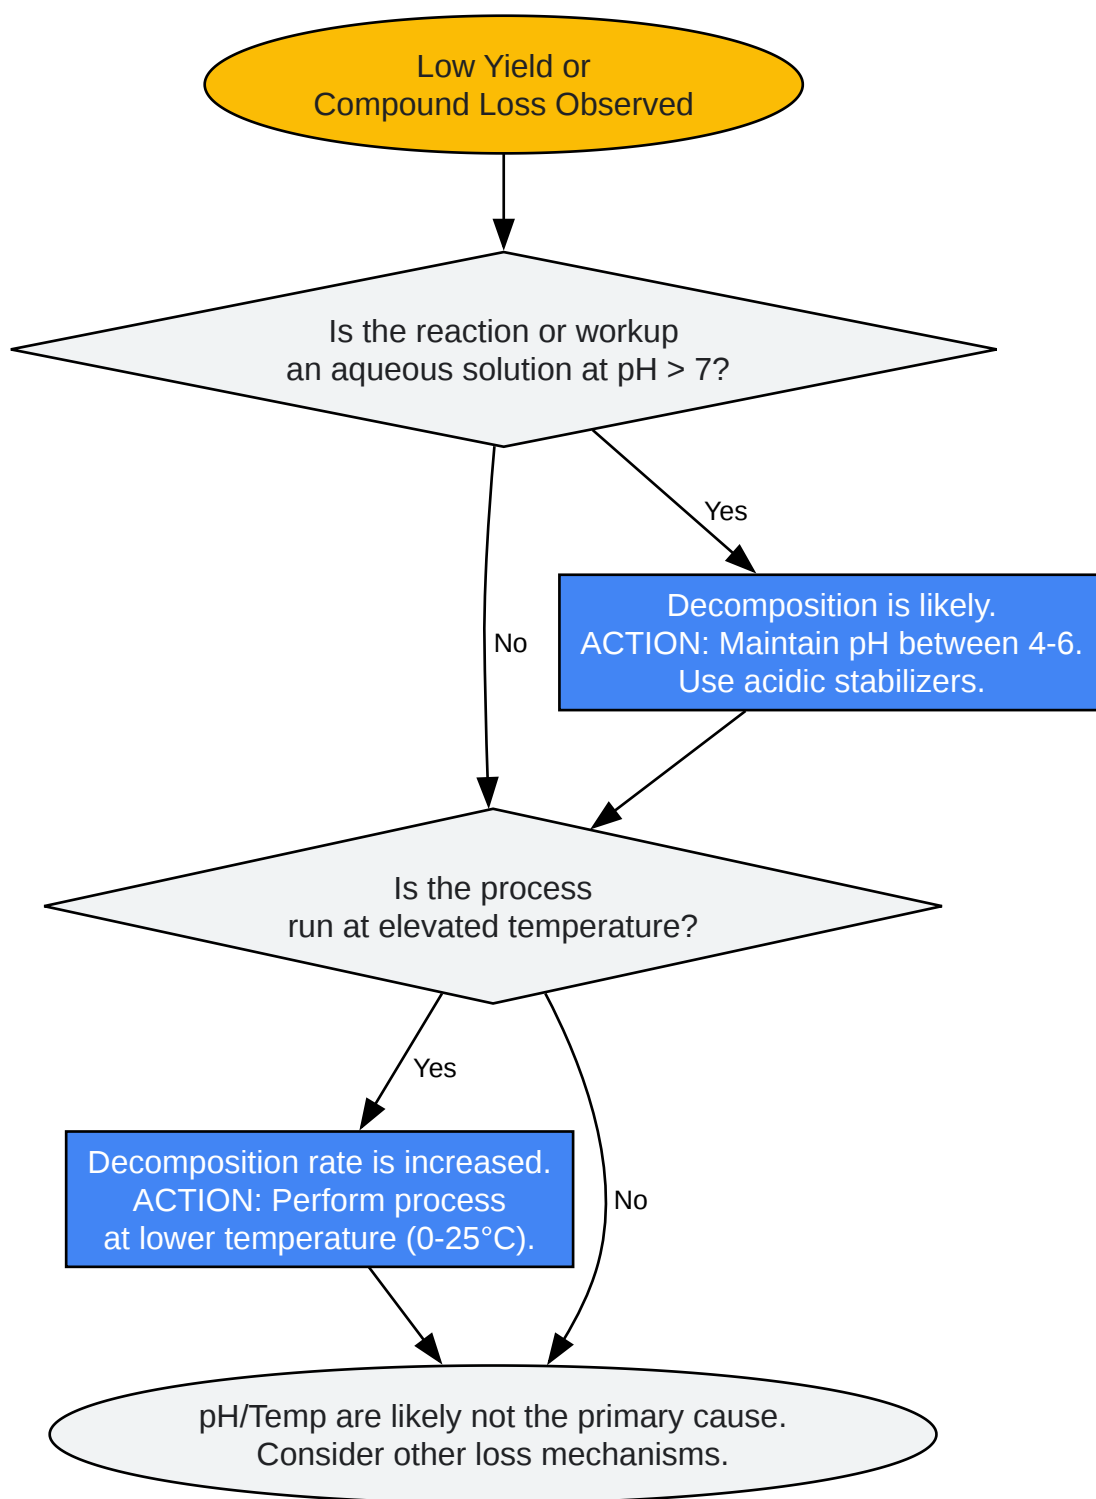 Low Yield or
Compound Loss Observed
Is the reaction or workup
an aqueous solution at pH > 7?
Yes
Decomposition is likely.
ACTION: Maintain pH between 4-6.
Use acidic stabilizers.
No
Is the process
run at elevated temperature?
Yes
Decomposition rate is increased.
ACTION: Perform process
at lower temperature (0-25°C).
No
pH/Temp are likely not the primary cause.
Consider other loss mechanisms.